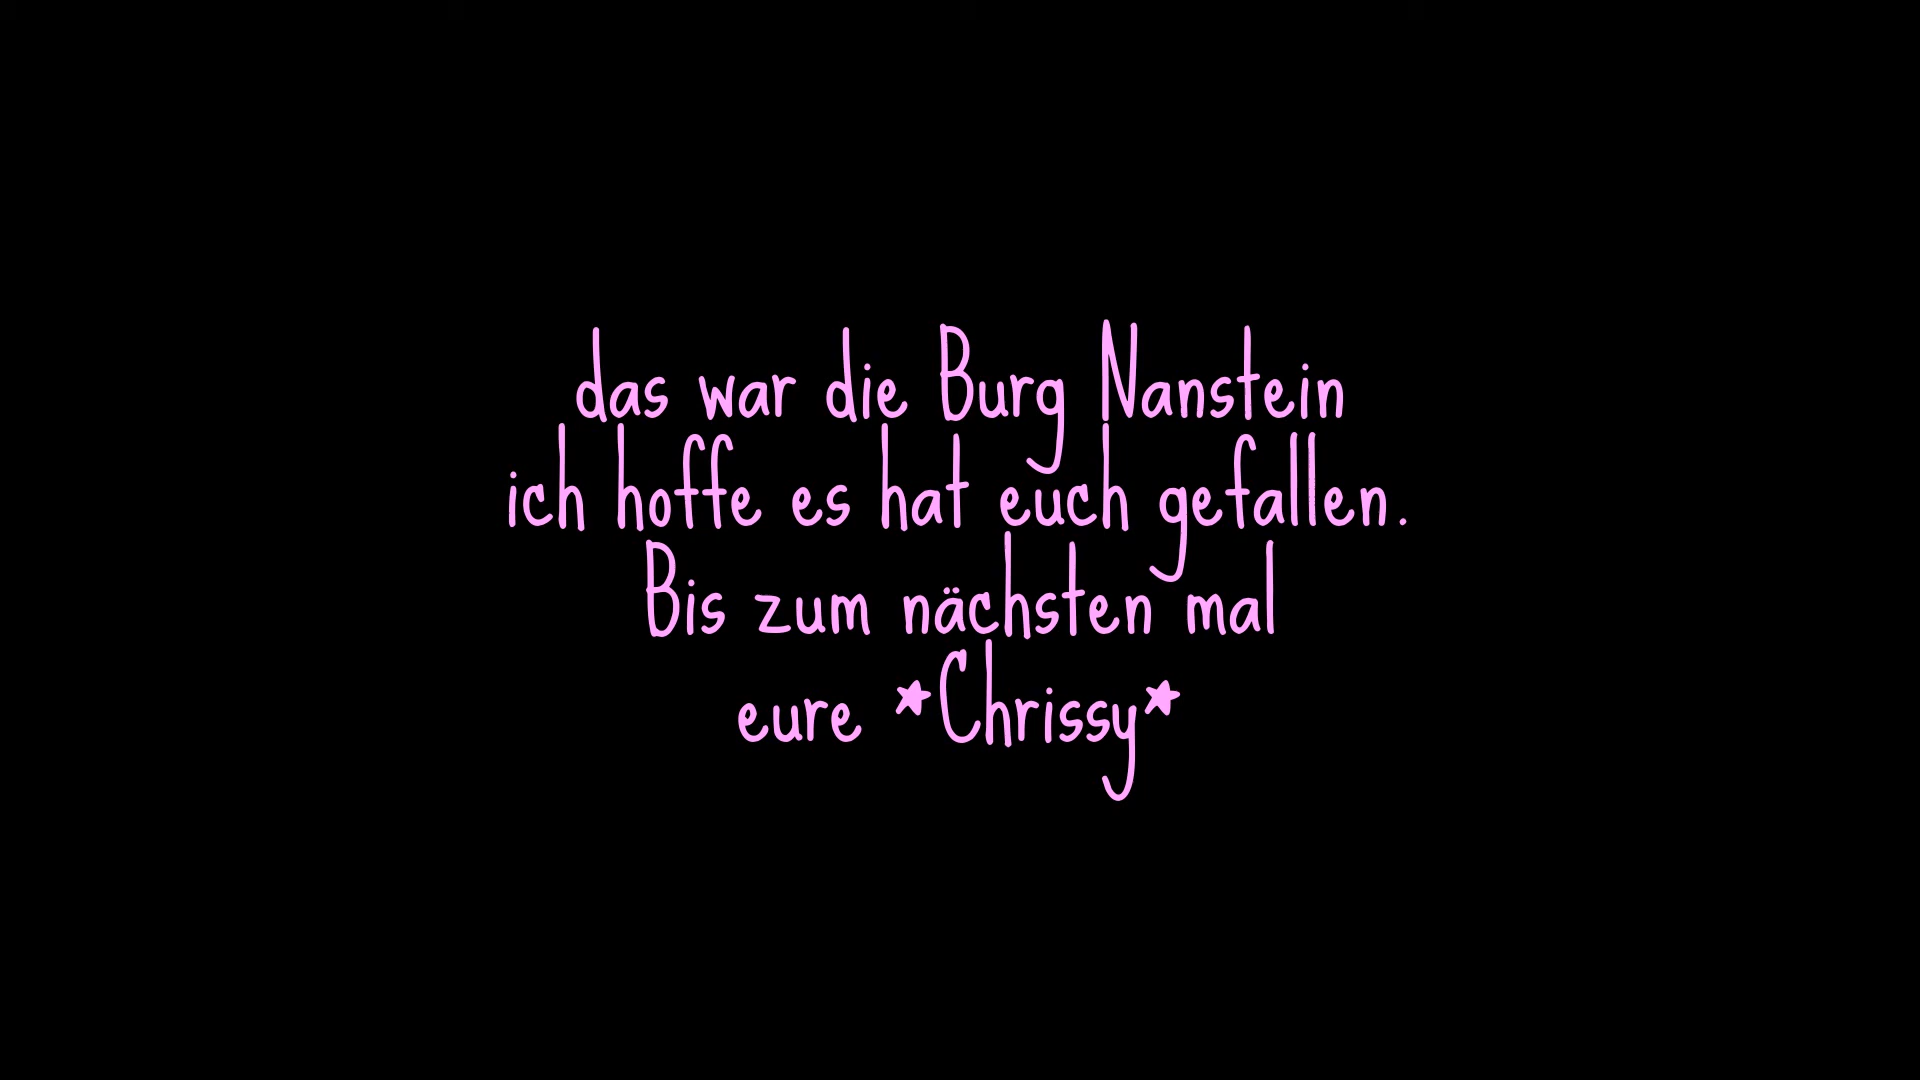 das war die Burg Nanstein
ich hoffe es hat euch gefallen.
Bis zum nächsten mal
eure *Chrissy*